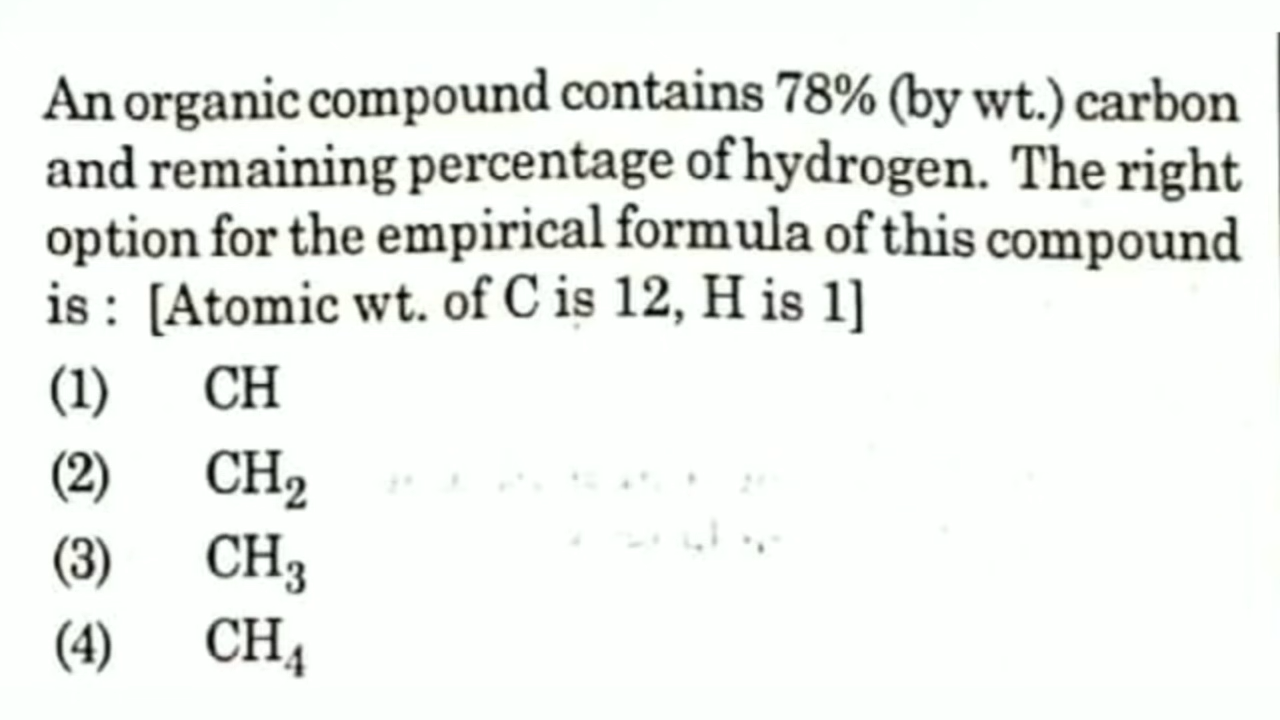 An organic compound contains 78% (by wt.) carbon
and remaining percentage of hydrogen. The right
option for the empirical formula of this compound
is : [Atomic wt. of C is 12, H is 1]
(1) CH
(2) CH₂
(3) CH₃
(4) CH₄